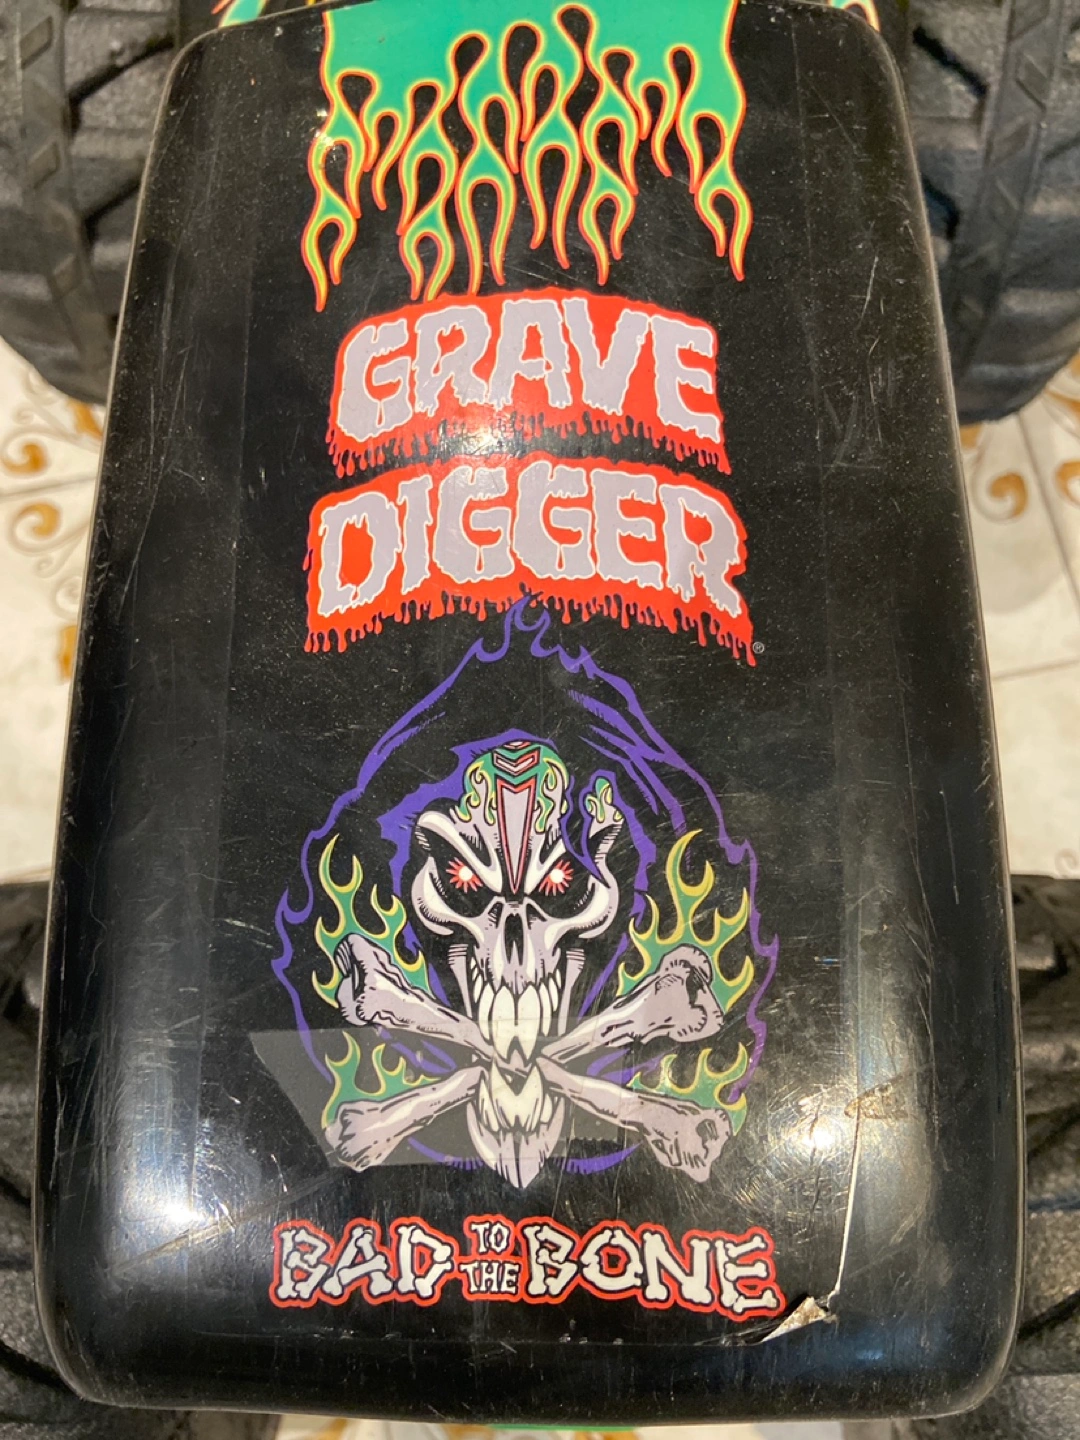 GRAVE
DIGGER
®
BAD TO THE BONE